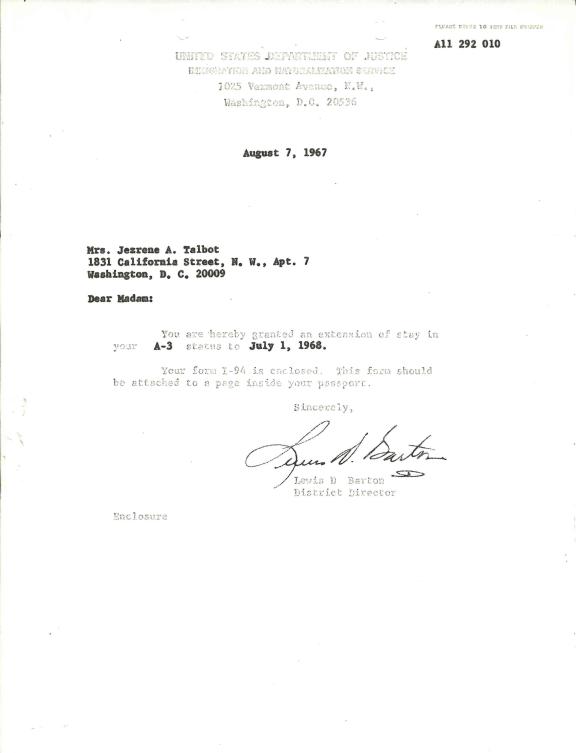 PLEASE REFER TO THIS FILE NUMBER
A11 292 010
UNITED STATES DEPARTMENT OF JUSTICE
IMMIGRATION AND NATURALIZATION SERVICE
1025 Vermont Avenue, N.W.,
Washington, D.C. 20536
August 7, 1967
Mrs. Jezrene A. Talbot
1831 California Street, N. W., Apt. 7
Washington, D. C. 20009
Dear Madam:
You are hereby granted an extension of stay in
your A-3 status to July 1, 1968.
Your form I-94 is enclosed. This form should
be attached to a page inside your passport.
Sincerely,
Lewis D. Barton
Lewis D Barton
District Director
Enclosure